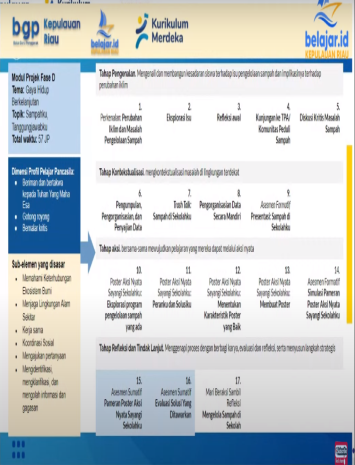 bgp Kepulauan Riau
belajar.id
Kurikulum Merdeka
belajar.id
KEPULAUAN RIAU
Modul Projek Fase D
Tema: Gaya Hidup
Berkelanjutan
Topik: Sampahku,
Tanggungjawabku
Total waktu: 57 JP
Dimensi Profil Pelajar Pancasila:
Beriman dan bertakwa
kepada Tuhan Yang Maha
Esa
Gotong royong
Bernalar kritis
Sub-elemen yang disasar
Memahami Keterhubungan
Ekosistem Bumi
Menjaga Lingkungan Alam
Sekitar
Kerja sama
Koordinasi Sosial
Mengajukan pertanyaan
Mengidentifikasi,
mengklarifikasi, dan
mengolah informasi dan
gagasan
Tahap Pengenalan. Mengenali dan membangun kesadaran siswa terhadap isu pengelolaan sampah dan implikasinya terhadap
perubahan iklim
1.
Perkenalan: Perubahan
Iklim dan Masalah
Pengelolaan Sampah
2.
Eksplorasi Isu
3.
Refleksi awal
4.
Kunjungan ke TPA/
Komunitas Peduli
Sampah
5.
Diskusi Kritis Masalah
Sampah
Tahap Kontekstualisasi. mengkontekstualisasi masalah di lingkungan terdekat
6.
Pengumpulan,
Pengorganisasian, dan
Penyajian Data
7.
Trash Talk:
Sampah di Sekolahku
8.
Pengorganisasian Data
Secara Mandiri
9.
Asesmen Formatif
Presentasi: Sampah di
Sekolahku
Tahap aksi. bersama-sama mewujudkan pelajaran yang mereka dapat melalui aksi nyata
10.
Poster Aksi Nyata
Sayangi Sekolahku:
Eksplorasi program
pengelolaan sampah
yang ada
11.
Poster Aksi Nyata
Sayangi Sekolahku:
Peranku dan Solusiku
12.
Poster Aksi Nyata
Sayangi Sekolahku:
Menentukan
Karakteristik Poster
yang Baik
13.
Poster Aksi Nyata
Sayangi Sekolahku:
Membuat Poster
14.
Asesmen Formatif
Simulasi Pameran
Poster Aksi Nyata
Sayangi Sekolahku
Tahap Refleksi dan Tindak Lanjut. Menggenapi proses dengan berbagi karya, evaluasi dan refleksi, serta menyusun langkah strategis
15.
Asesmen Sumatif
Pameran Poster Aksi
Nyata Sayangi
Sekolahku
16.
Asesmen Sumatif
Evaluasi Solusi Yang
Ditawarkan
17.
Mari Beraksi Sambil
Refleksi
Mengelola Sampah di
Sekolah